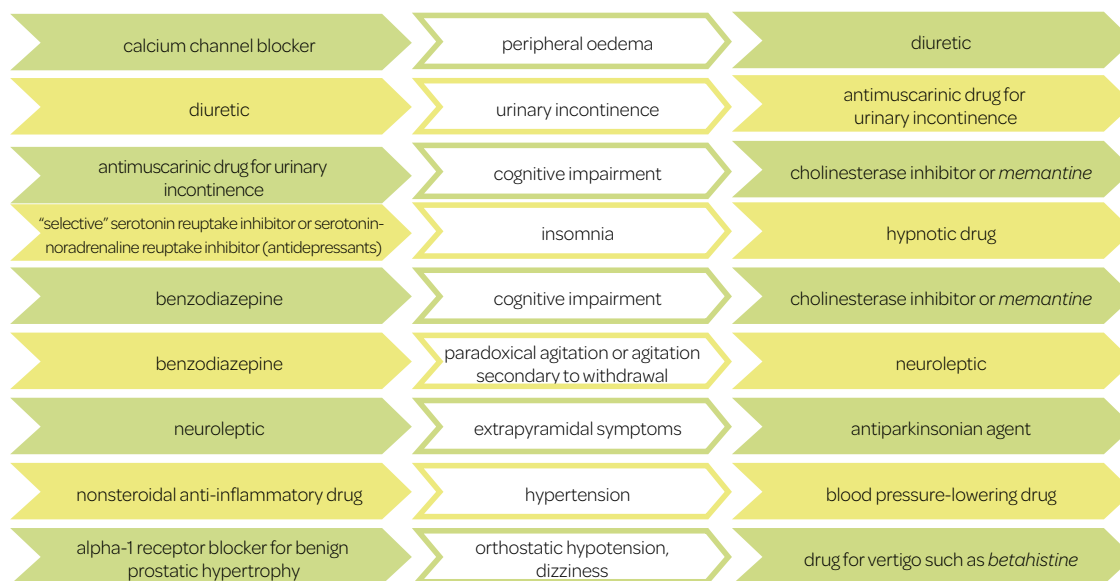 calcium channel blocker
peripheral oedema
diuretic
diuretic
urinary incontinence
antimuscarinic drug for
urinary incontinence
antimuscarinic drug for urinary
incontinence
cognitive impairment
cholinesterase inhibitor or memantine
“selective” serotonin reuptake inhibitor or serotonin-
noradrenaline reuptake inhibitor (antidepressants)
insomnia
hypnotic drug
benzodiazepine
cognitive impairment
cholinesterase inhibitor or memantine
benzodiazepine
paradoxical agitation or agitation
secondary to withdrawal
neuroleptic
neuroleptic
extrapyramidal symptoms
antiparkinsonian agent
nonsteroidal anti-inflammatory drug
hypertension
blood pressure-lowering drug
alpha-1 receptor blocker for benign
prostatic hypertrophy
orthostatic hypotension,
dizziness
drug for vertigo such as betahistine